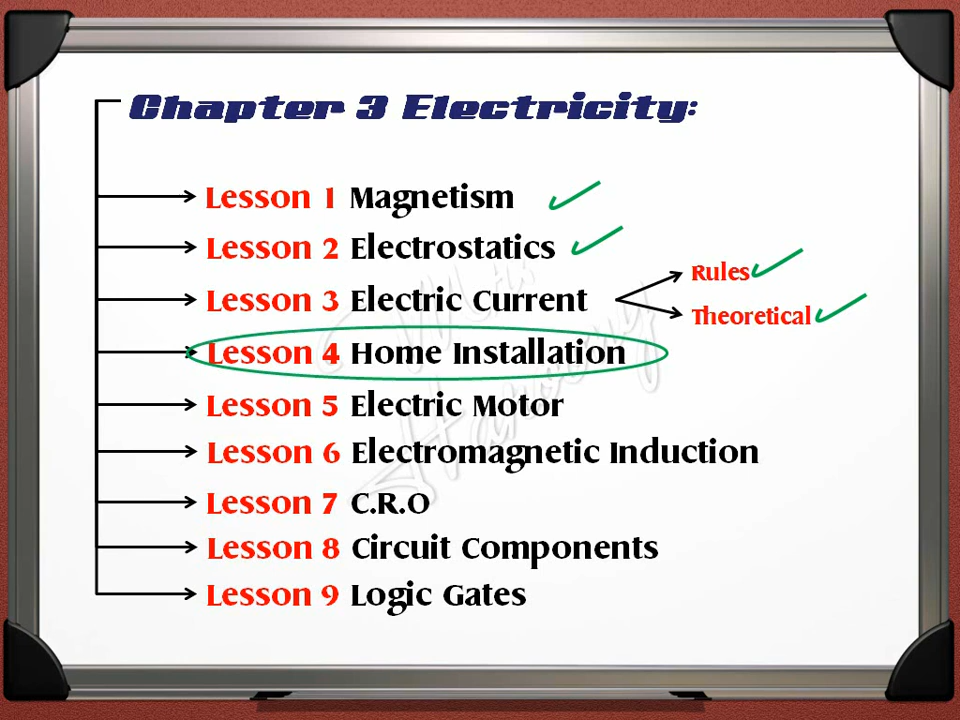 Chapter 3 Electricity:
Lesson 1 Magnetism
Lesson 2 Electrostatics
Lesson 3 Electric Current
Rules
Theoretical
Lesson 4 Home Installation
Lesson 5 Electric Motor
Lesson 6 Electromagnetic Induction
Lesson 7 C.R.O
Lesson 8 Circuit Components
Lesson 9 Logic Gates